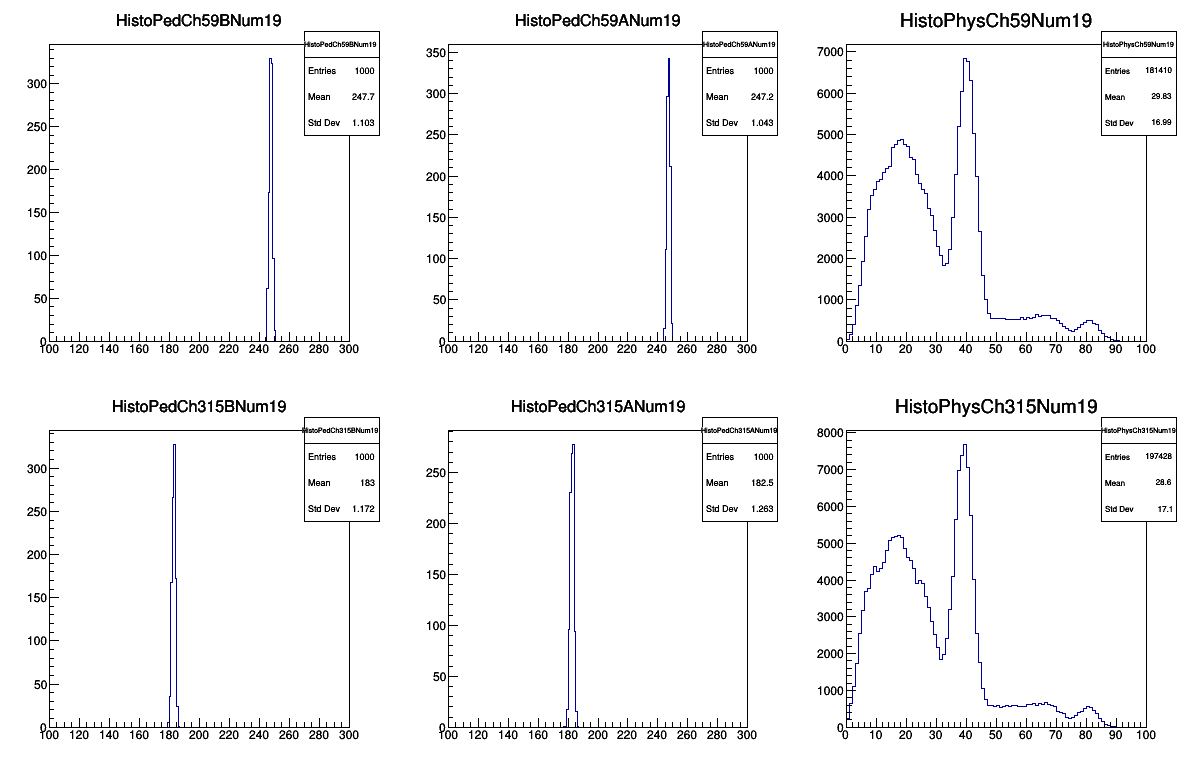 HistoPedCh59BNum19
HistoPedCh59BNum19
Entries 1000
Mean 247.7
Std Dev 1.103
300
250
200
150
100
50
0
100 120 140 160 180 200 220 240 260 280 300
HistoPedCh59ANum19
HistoPedCh59ANum19
Entries 1000
Mean 247.2
Std Dev 1.043
350
300
250
200
150
100
50
0
100 120 140 160 180 200 220 240 260 280 300
HistoPhysCh59Num19
HistoPhysCh59Num19
Entries 181410
Mean 29.83
Std Dev 16.99
7000
6000
5000
4000
3000
2000
1000
0
0 10 20 30 40 50 60 70 80 90 100
HistoPedCh315BNum19
HistoPedCh315BNum19
Entries 1000
Mean 183
Std Dev 1.172
300
250
200
150
100
50
0
100 120 140 160 180 200 220 240 260 280 300
HistoPedCh315ANum19
HistoPedCh315ANum19
Entries 1000
Mean 182.5
Std Dev 1.263
250
200
150
100
50
0
100 120 140 160 180 200 220 240 260 280 300
HistoPhysCh315Num19
HistoPhysCh315Num19
Entries 197428
Mean 28.6
Std Dev 17.1
8000
7000
6000
5000
4000
3000
2000
1000
0
0 10 20 30 40 50 60 70 80 90 100